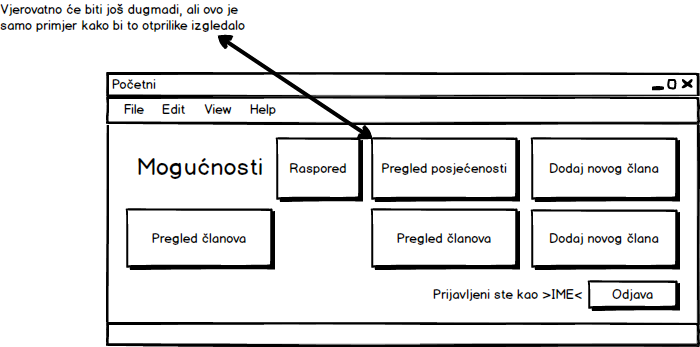 Vjerovatno će biti još dugmadi, ali ovo je
samo primjer kako bi to otprilike izgledalo
Početni
File Edit View Help
Mogućnosti Raspored Pregled posjećenosti Dodaj novog člana
Pregled članova Pregled članova Dodaj novog člana
Prijavljeni ste kao >IME< Odjava